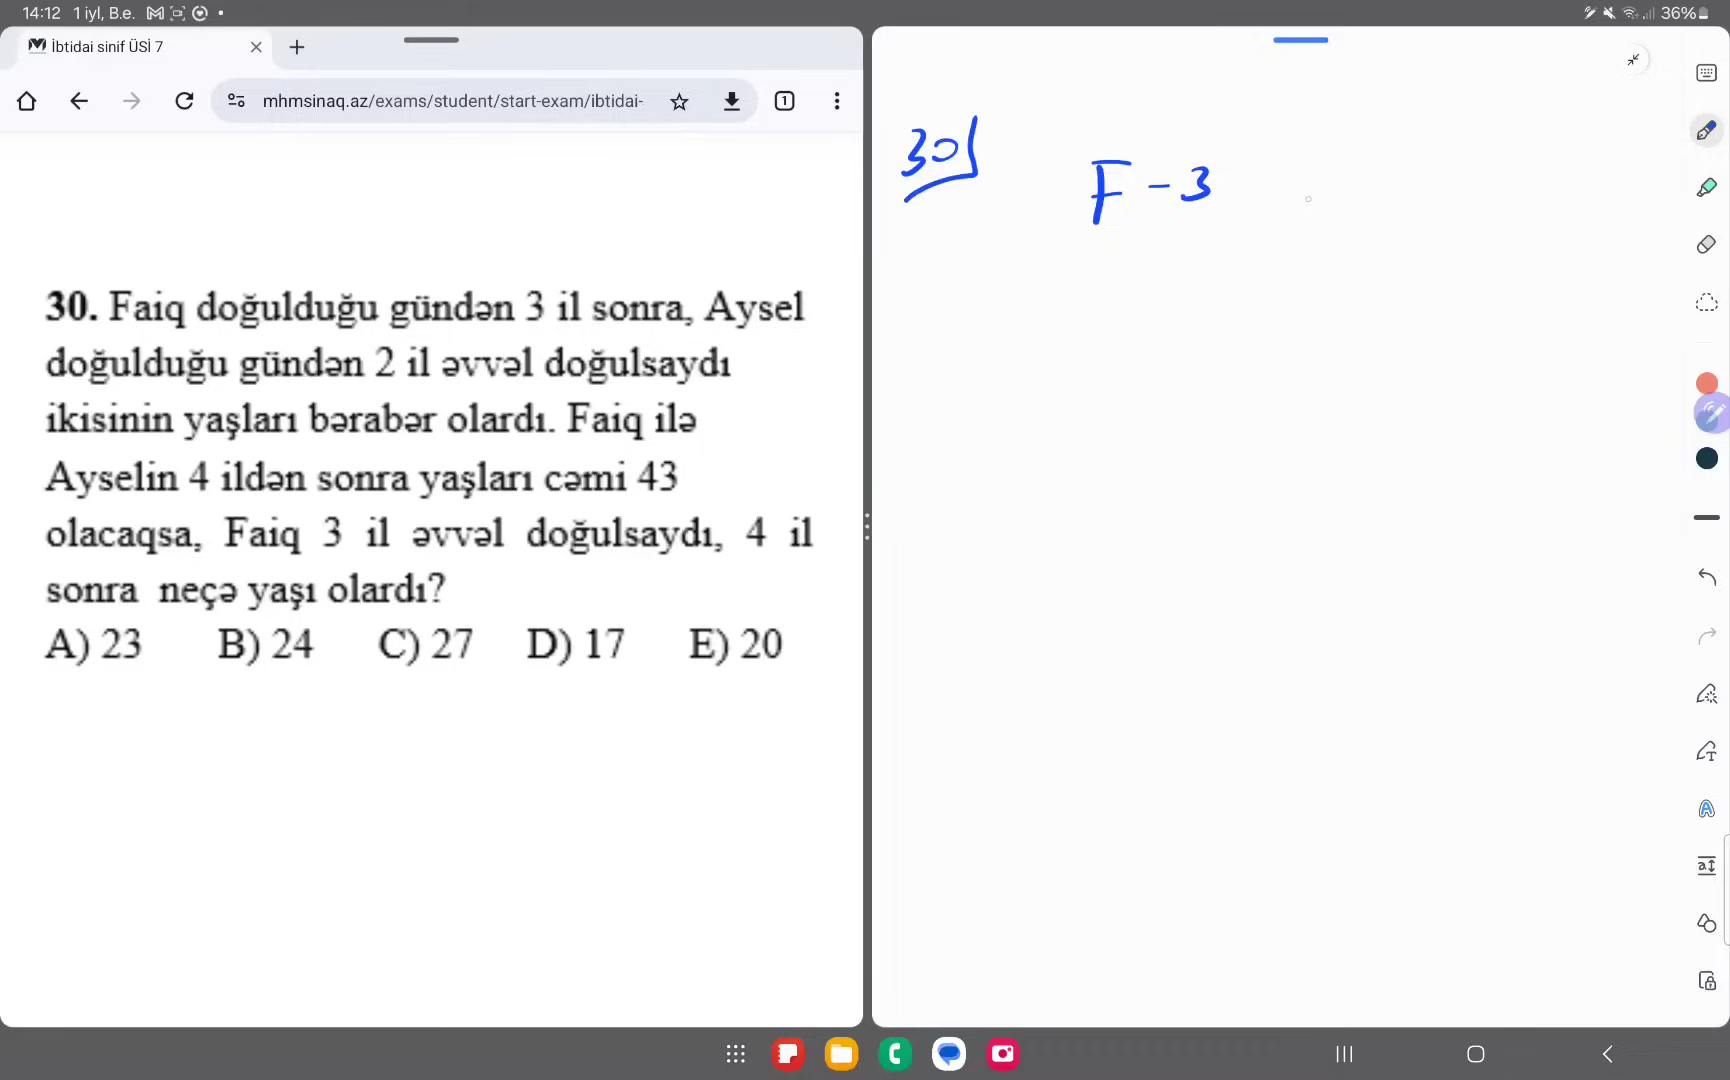 14:12 1 iyl, B.e.
36%
İbtidai sinif ÜSİ 7
mhmsinaq.az/exams/student/start-exam/ibtidai-
1
30. Faiq doğulduğu gündən 3 il sonra, Aysel
doğulduğu gündən 2 il əvvəl doğulsaydı
ikisinin yaşları bərabər olardı. Faiq ilə
Ayselin 4 ildən sonra yaşları cəmi 43
olacaqsa, Faiq 3 il əvvəl doğulsaydı, 4 il
sonra neçə yaşı olardı?
A) 23 B) 24 C) 27 D) 17 E) 20
30
F - 3